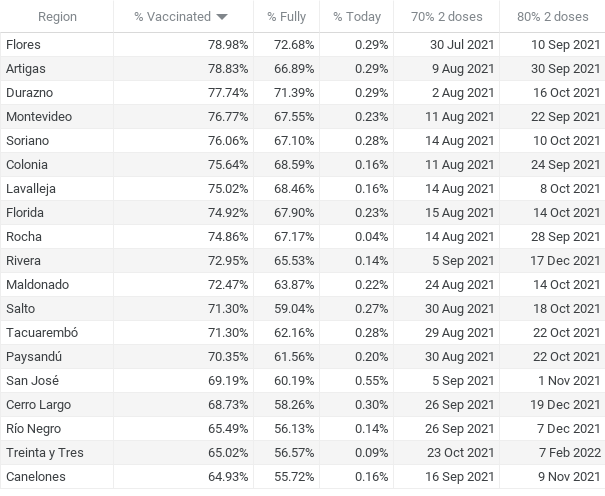 Region % Vaccinated % Fully % Today 70% 2 doses 80% 2 doses
Flores 78.98% 72.68% 0.29% 30 Jul 2021 10 Sep 2021
Artigas 78.83% 66.89% 0.29% 9 Aug 2021 30 Sep 2021
Durazno 77.74% 71.39% 0.29% 2 Aug 2021 16 Oct 2021
Montevideo 76.77% 67.55% 0.23% 11 Aug 2021 22 Sep 2021
Soriano 76.06% 67.10% 0.28% 14 Aug 2021 10 Oct 2021
Colonia 75.64% 68.59% 0.16% 11 Aug 2021 24 Sep 2021
Lavalleja 75.02% 68.46% 0.16% 14 Aug 2021 8 Oct 2021
Florida 74.92% 67.90% 0.23% 15 Aug 2021 14 Oct 2021
Rocha 74.86% 67.17% 0.04% 14 Aug 2021 28 Sep 2021
Rivera 72.95% 65.53% 0.14% 5 Sep 2021 17 Dec 2021
Maldonado 72.47% 63.87% 0.22% 24 Aug 2021 14 Oct 2021
Salto 71.30% 59.04% 0.27% 30 Aug 2021 18 Oct 2021
Tacuarembó 71.30% 62.16% 0.28% 29 Aug 2021 22 Oct 2021
Paysandú 70.35% 61.56% 0.20% 30 Aug 2021 22 Oct 2021
San José 69.19% 60.19% 0.55% 5 Sep 2021 1 Nov 2021
Cerro Largo 68.73% 58.26% 0.30% 26 Sep 2021 19 Dec 2021
Río Negro 65.49% 56.13% 0.14% 26 Sep 2021 7 Dec 2021
Treinta y Tres 65.02% 56.57% 0.09% 23 Oct 2021 7 Feb 2022
Canelones 64.93% 55.72% 0.16% 16 Sep 2021 9 Nov 2021